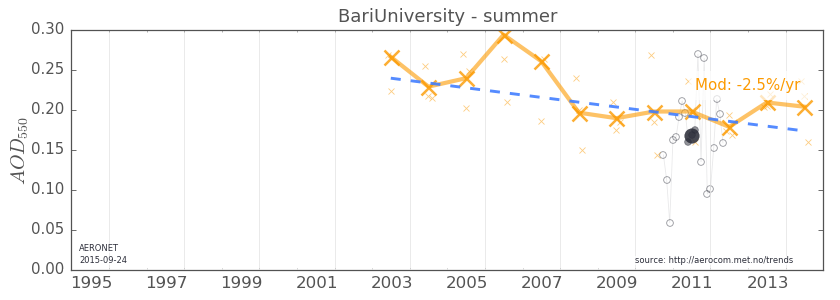 BariUniversity - summer
0.30
0.25
0.20
0.15
0.10
0.05
0.00
AOD550
Mod: -2.5%/yr
AERONET
2015-09-24
source: http://aerocom.met.no/trends
1995 1997 1999 2001 2003 2005 2007 2009 2011 2013